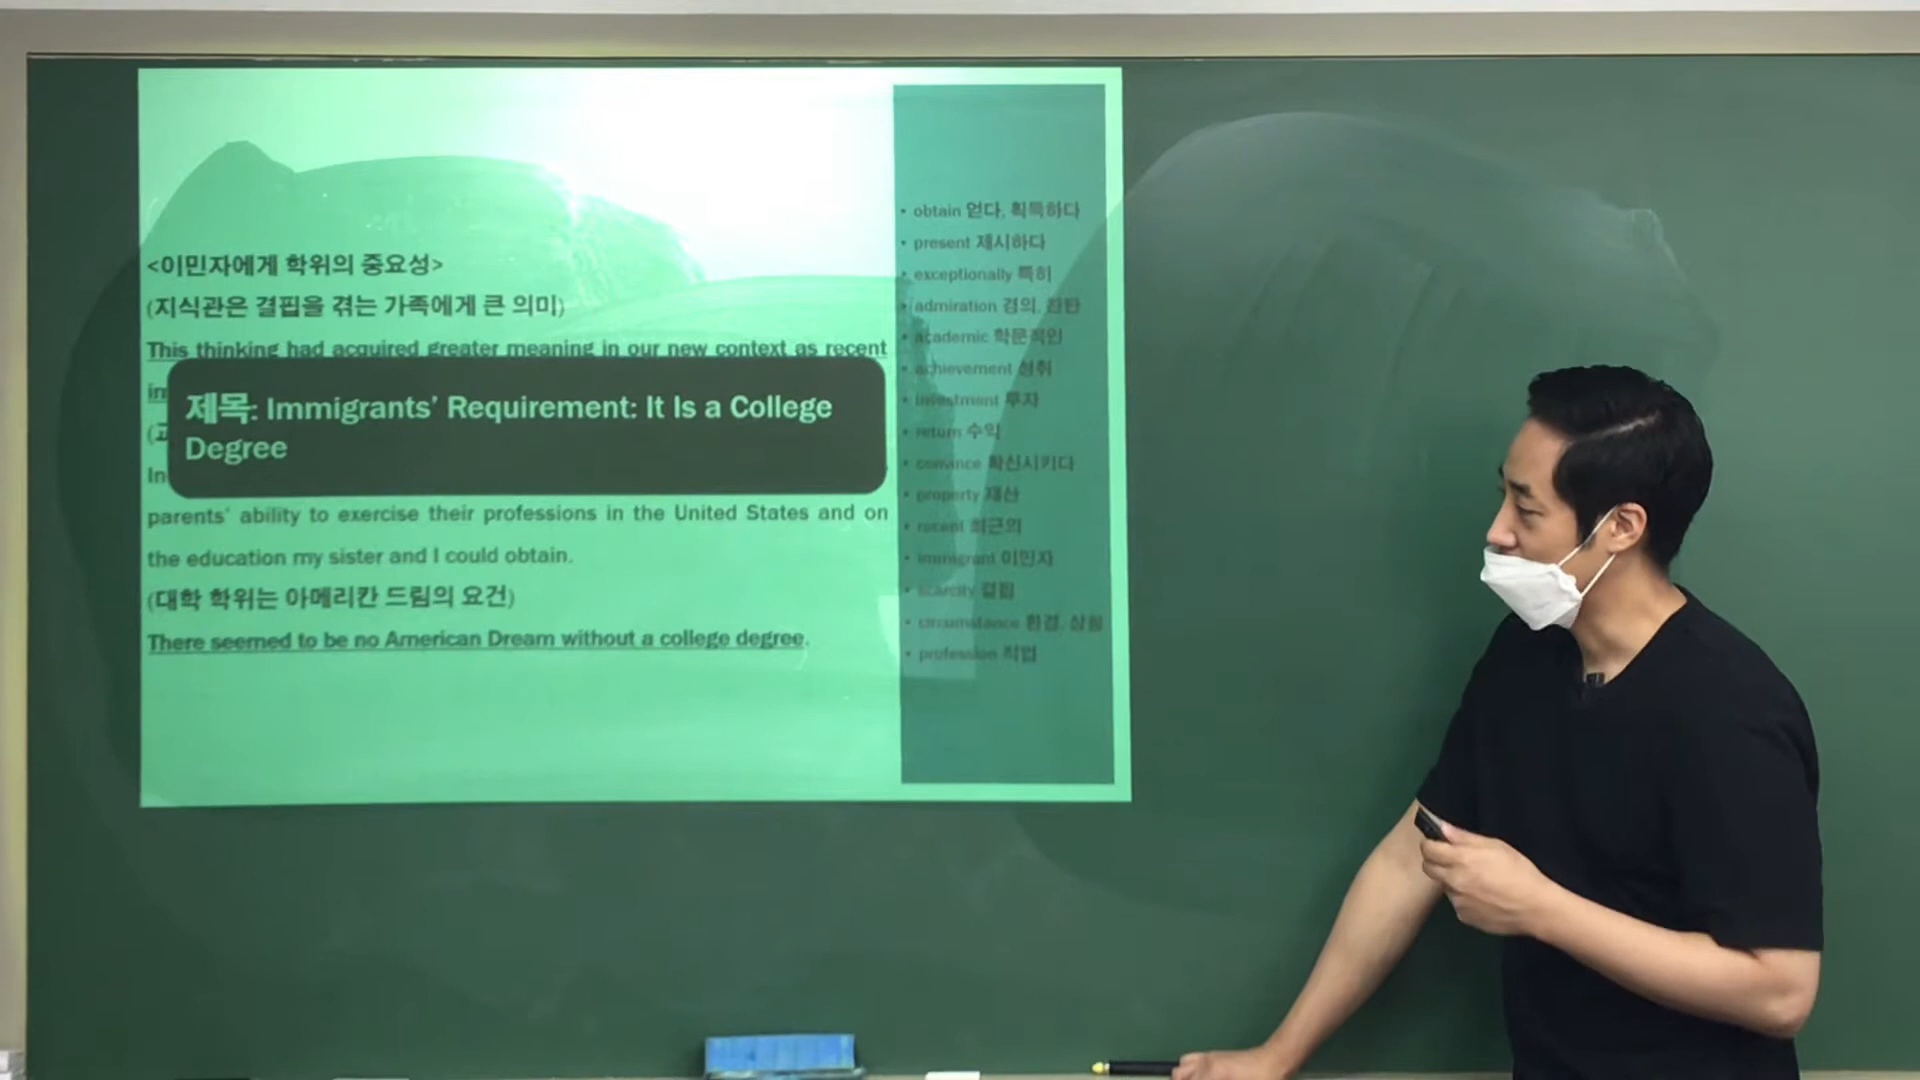 <이민자에게 학위의 중요성>
(지식관은 결핍을 겪는 가족에게 큰 의미)
This thinking had acquired greater meaning in our new context as recent
im
제목: Immigrants' Requirement: It Is a College
Degree
In
parents' ability to exercise their professions in the United States and on
the education my sister and I could obtain.
(대학 학위는 아메리칸 드림의 요건)
There seemed to be no American Dream without a college degree.
• obtain 얻다, 획득하다
• present 제시하다
• exceptionally 특히
• admiration 경의, 찬탄
• academic 학문적인
• achievement 성취
• investment 투자
• return 수익
• convince 확신시키다
• property 재산
• recent 최근의
• immigrant 이민자
• scarcity 결핍
• circumstance 환경, 상황
• profession 직업